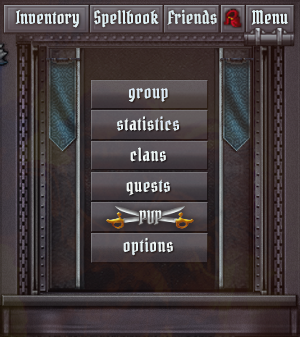 Inventory Spellbook Friends Menu
group
statistics
clans
quests
PVP
options